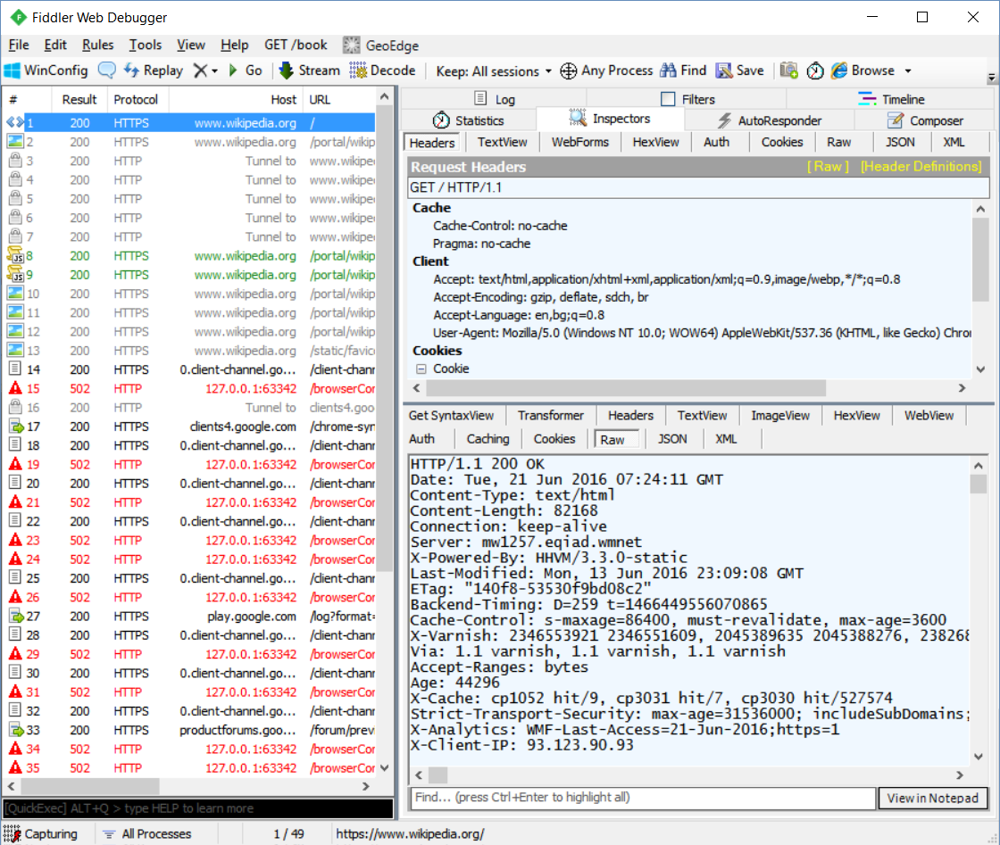 Fiddler Web Debugger
File Edit Rules Tools View Help GET /book GeoEdge
WinConfig Replay Go Stream Decode Keep: All sessions Any Process Find Save Browse
# Result Protocol Host URL
1 200 HTTPS www.wikipedia.org /
2 200 HTTPS www.wikipedia.org /portal/wikip
3 200 HTTP Tunnel to www.wikipe
4 200 HTTP Tunnel to www.wikipe
5 200 HTTP Tunnel to www.wikipe
6 200 HTTP Tunnel to www.wikipe
7 200 HTTP Tunnel to www.wikipe
8 200 HTTPS www.wikipedia.org /portal/wikip
9 200 HTTPS www.wikipedia.org /portal/wikip
10 200 HTTPS www.wikipedia.org /portal/wikip
11 200 HTTPS www.wikipedia.org /portal/wikip
12 200 HTTPS www.wikipedia.org /portal/wikip
13 200 HTTPS www.wikipedia.org /static/favic
14 200 HTTPS 0.client-channel.go... /client-chann
15 502 HTTP 127.0.0.1:63342 /browserCor
16 200 HTTP Tunnel to clients4.goo
17 200 HTTPS clients4.google.com /chrome-syn
18 200 HTTPS 0.client-channel.go... /client-chann
19 502 HTTP 127.0.0.1:63342 /browserCor
20 200 HTTPS 0.client-channel.go... /client-chann
21 502 HTTP 127.0.0.1:63342 /browserCor
22 200 HTTPS 0.client-channel.go... /client-chann
23 502 HTTP 127.0.0.1:63342 /browserCor
24 502 HTTP 127.0.0.1:63342 /browserCor
25 200 HTTPS 0.client-channel.go... /client-chann
26 502 HTTP 127.0.0.1:63342 /browserCor
27 200 HTTPS play.google.com /log?format=
28 200 HTTPS 0.client-channel.go... /client-chann
29 502 HTTP 127.0.0.1:63342 /browserCor
30 200 HTTPS 0.client-channel.go... /client-chann
31 502 HTTP 127.0.0.1:63342 /browserCor
32 200 HTTPS 0.client-channel.go... /client-chann
33 200 HTTPS productforums.goo... /forum/previ
34 502 HTTP 127.0.0.1:63342 /browserCor
35 502 HTTP 127.0.0.1:63342 /browserCor
[QuickExec] ALT+Q > type HELP to learn more
Log Filters Timeline
Statistics Inspectors AutoResponder Composer
Headers TextView WebForms HexView Auth Cookies Raw JSON XML
Request Headers [ Raw ] [Header Definitions]
GET / HTTP/1.1
Cache
Cache-Control: no-cache
Pragma: no-cache
Client
Accept: text/html,application/xhtml+xml,application/xml;q=0.9,image/webp,*/*;q=0.8
Accept-Encoding: gzip, deflate, sdch, br
Accept-Language: en,bg;q=0.8
User-Agent: Mozilla/5.0 (Windows NT 10.0; WOW64) AppleWebKit/537.36 (KHTML, like Gecko) Chron
Cookies
Cookie
Get SyntaxView Transformer Headers TextView ImageView HexView WebView
Auth Caching Cookies Raw JSON XML
HTTP/1.1 200 OK
Date: Tue, 21 Jun 2016 07:24:11 GMT
Content-Type: text/html
Content-Length: 82168
Connection: keep-alive
Server: mw1257.eqiad.wmnet
X-Powered-By: HHVM/3.3.0-static
Last-Modified: Mon, 13 Jun 2016 23:09:08 GMT
ETag: "140f8-53530f9bd08c2"
Backend-Timing: D=259 t=1466449556070865
Cache-Control: s-maxage=86400, must-revalidate, max-age=3600
X-Varnish: 2346553921 2346551609, 2045389635 2045388276, 238268
Via: 1.1 varnish, 1.1 varnish, 1.1 varnish
Accept-Ranges: bytes
Age: 44296
X-Cache: cp1052 hit/9, cp3031 hit/7, cp3030 hit/527574
Strict-Transport-Security: max-age=31536000; includeSubDomains;
X-Analytics: WMF-Last-Access=21-Jun-2016;https=1
X-Client-IP: 93.123.90.93
Find... (press Ctrl+Enter to highlight all) View in Notepad
Capturing All Processes 1 / 49 https://www.wikipedia.org/